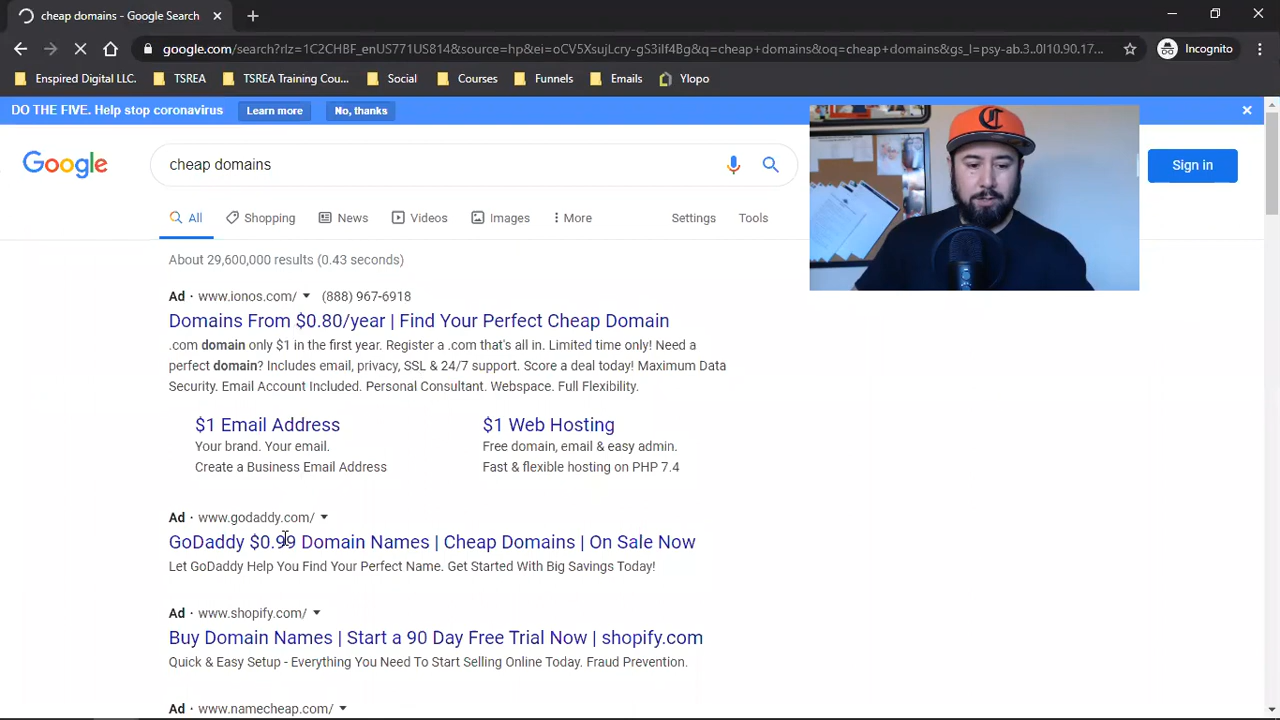 cheap domains - Google Search
google.com/search?rlz=1C2CHBF_enUS771US814&source=hp&ei=oCV5XsujLcry-gS3iIf4Bg&q=cheap+domains&oq=cheap+domains&gs_l=psy-ab.3..0l10.90.17...
Incognito
Enspired Digital LLC.
TSREA
TSREA Training Cou...
Social
Courses
Funnels
Emails
Ylopo
DO THE FIVE. Help stop coronavirus
Learn more
No, thanks
Google
cheap domains
Sign in
All
Shopping
News
Videos
Images
More
Settings
Tools
About 29,600,000 results (0.43 seconds)
Ad · www.ionos.com/ (888) 967-6918
Domains From $0.80/year | Find Your Perfect Cheap Domain
.com domain only $1 in the first year. Register a .com that's all in. Limited time only! Need a
perfect domain? Includes email, privacy, SSL & 24/7 support. Score a deal today! Maximum Data
Security. Email Account Included. Personal Consultant. Webspace. Full Flexibility.
$1 Email Address
Your brand. Your email.
Create a Business Email Address
$1 Web Hosting
Free domain, email & easy admin.
Fast & flexible hosting on PHP 7.4
Ad · www.godaddy.com/
GoDaddy $0.99 Domain Names | Cheap Domains | On Sale Now
Let GoDaddy Help You Find Your Perfect Name. Get Started With Big Savings Today!
Ad · www.shopify.com/
Buy Domain Names | Start a 90 Day Free Trial Now | shopify.com
Quick & Easy Setup - Everything You Need To Start Selling Online Today. Fraud Prevention.
Ad · www.namecheap.com/